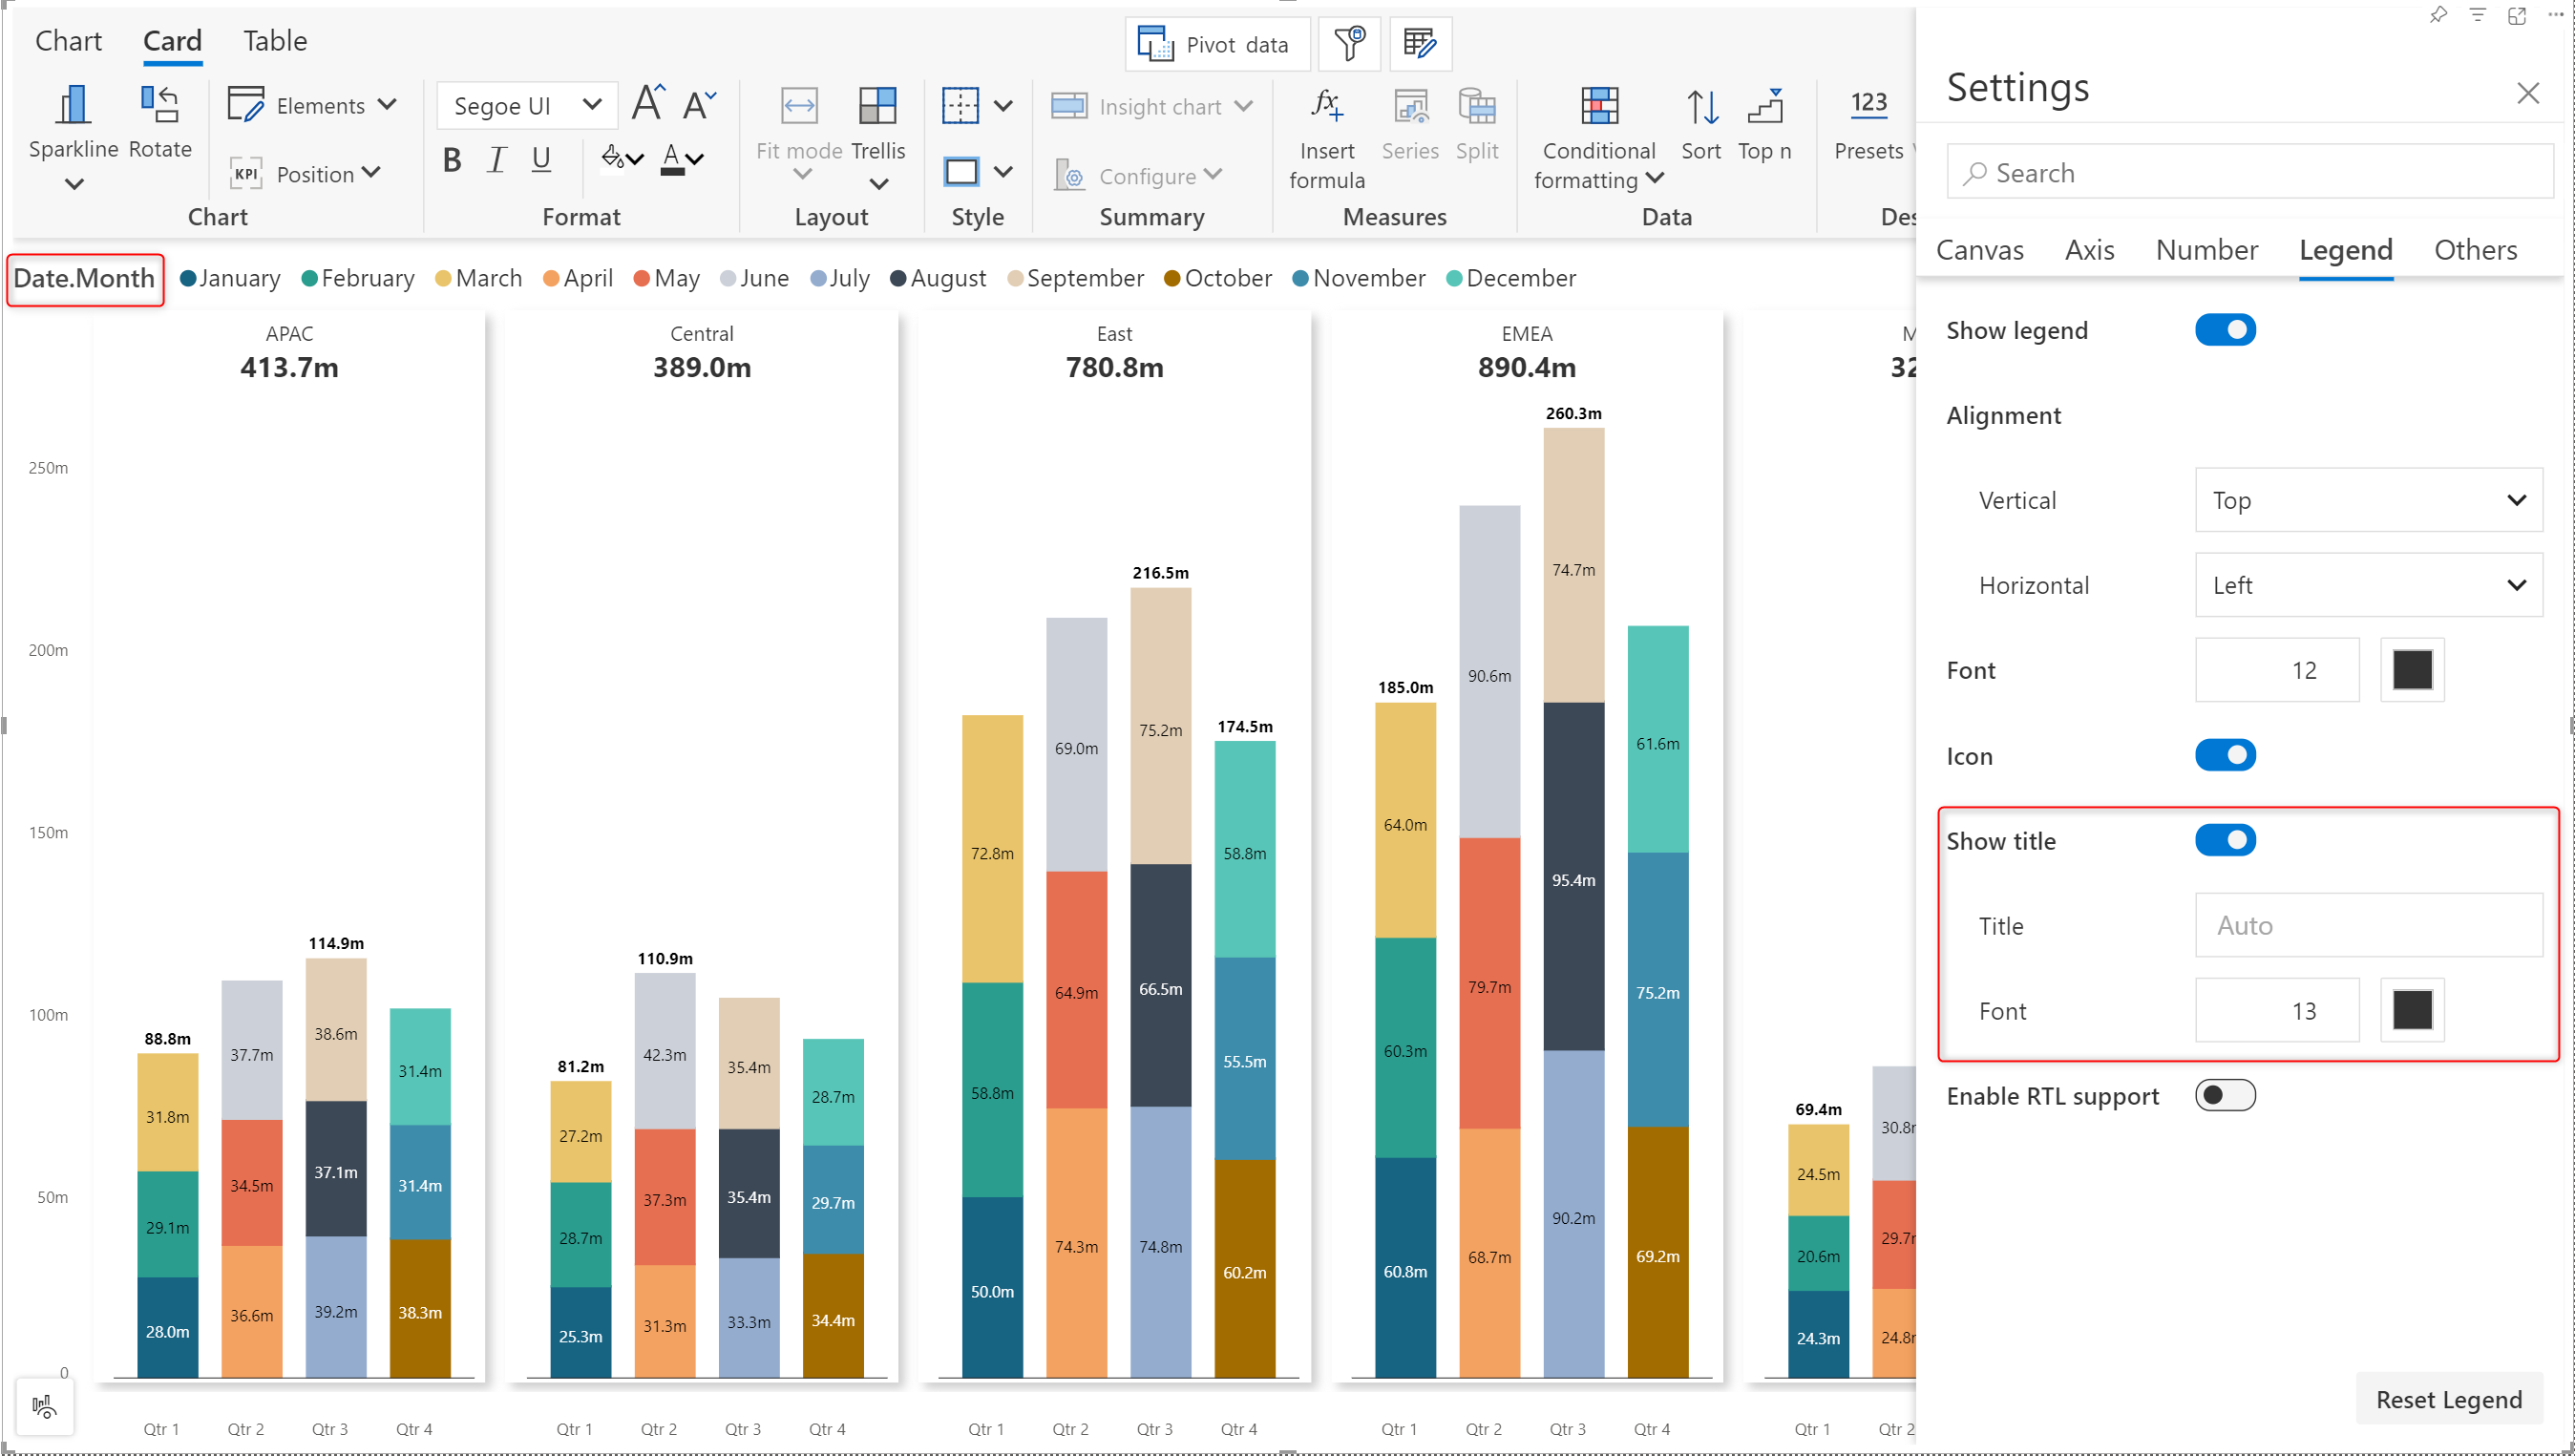 Chart Card Table
Pivot data
Sparkline Rotate
Elements
KPI Position
Chart
Segoe UI
A A
B I U A
Format
Fit mode Trellis
Layout
Style
Insight chart
Configure
Summary
fx
Insert formula Series Split
Measures
Conditional formatting Sort Top n
Data
123
Presets
Date.Month January February March April May June July August September October November December
250m
200m
150m
100m
50m
0
APAC
413.7m
88.8m
31.8m
29.1m
28.0m
37.7m
34.5m
36.6m
114.9m
38.6m
37.1m
39.2m
31.4m
31.4m
38.3m
Qtr 1 Qtr 2 Qtr 3 Qtr 4
Central
389.0m
81.2m
27.2m
28.7m
25.3m
110.9m
42.3m
37.3m
31.3m
35.4m
35.4m
33.3m
28.7m
29.7m
34.4m
Qtr 1 Qtr 2 Qtr 3 Qtr 4
East
780.8m
72.8m
58.8m
50.0m
69.0m
64.9m
74.3m
216.5m
75.2m
66.5m
74.8m
174.5m
58.8m
55.5m
60.2m
Qtr 1 Qtr 2 Qtr 3 Qtr 4
EMEA
890.4m
185.0m
64.0m
60.3m
60.8m
90.6m
79.7m
68.7m
260.3m
74.7m
95.4m
90.2m
61.6m
75.2m
69.2m
Qtr 1 Qtr 2 Qtr 3 Qtr 4
69.4m
24.5m
20.6m
24.3m
Qtr 1 Qtr 2
Settings
Search
Canvas Axis Number Legend Others
Show legend
Alignment
Vertical Top
Horizontal Left
Font 12
Icon
Show title
Title Auto
Font 13
Enable RTL support
Reset Legend